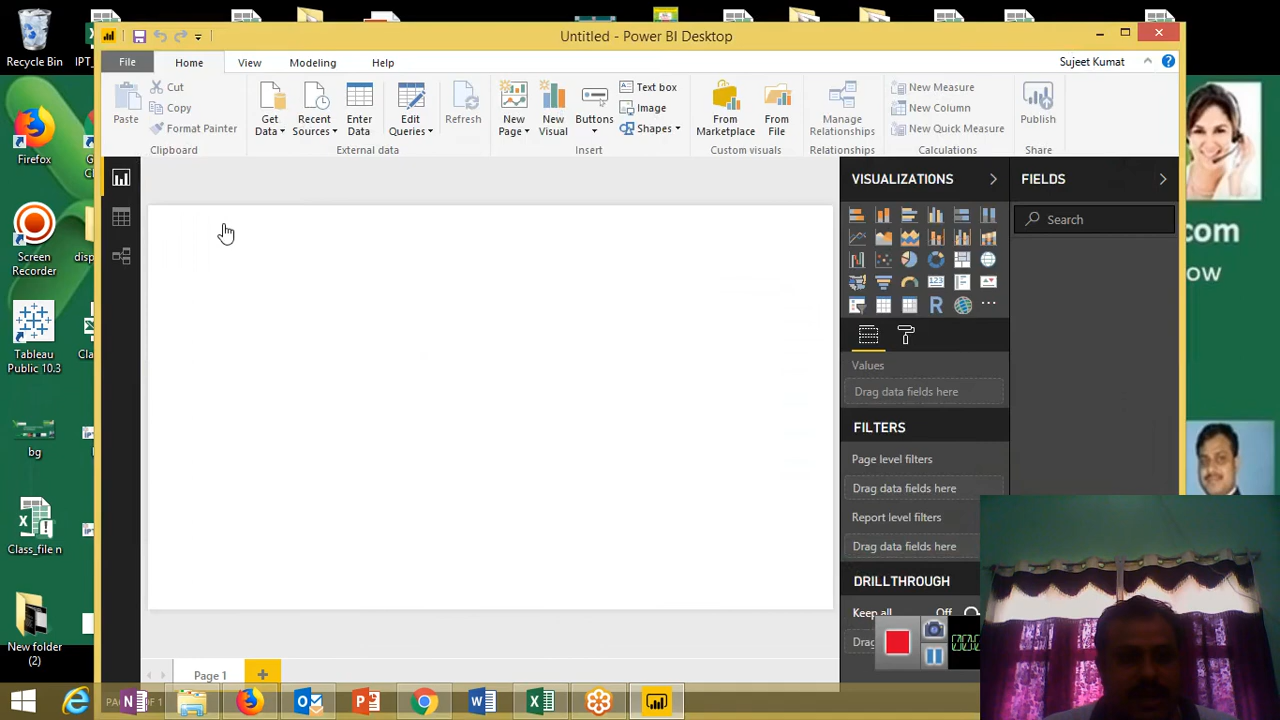 Untitled - Power BI Desktop
File
Home
View
Modeling
Help
Sujeet Kumat
Paste
Cut
Copy
Format Painter
Clipboard
Get Data
Recent Sources
Enter Data
Edit Queries
Refresh
External data
New Page
New Visual
Buttons
Text box
Image
Shapes
Insert
From Marketplace
From File
Custom visuals
Manage Relationships
Relationships
New Measure
New Column
New Quick Measure
Calculations
Publish
Share
VISUALIZATIONS
FIELDS
Search
Values
Drag data fields here
FILTERS
Page level filters
Drag data fields here
Report level filters
Drag data fields here
DRILLTHROUGH
Keep all
Off
Page 1
Recycle Bin
Firefox
Screen Recorder
Tableau Public 10.3
bg
Class_file n
New folder (2)
com
ow